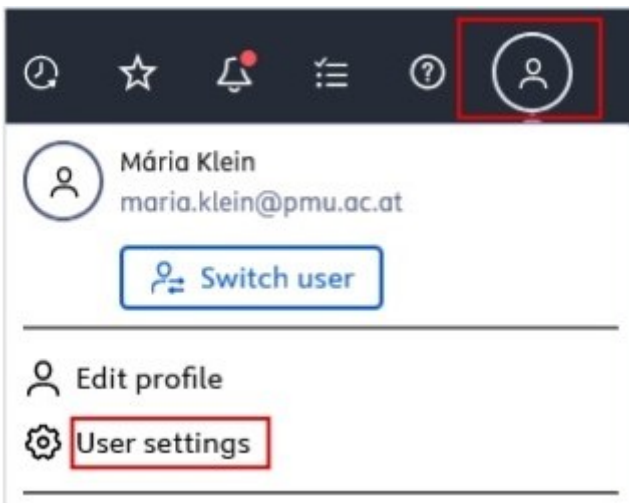 Mária Klein
maria.klein@pmu.ac.at
Switch user
Edit profile
User settings